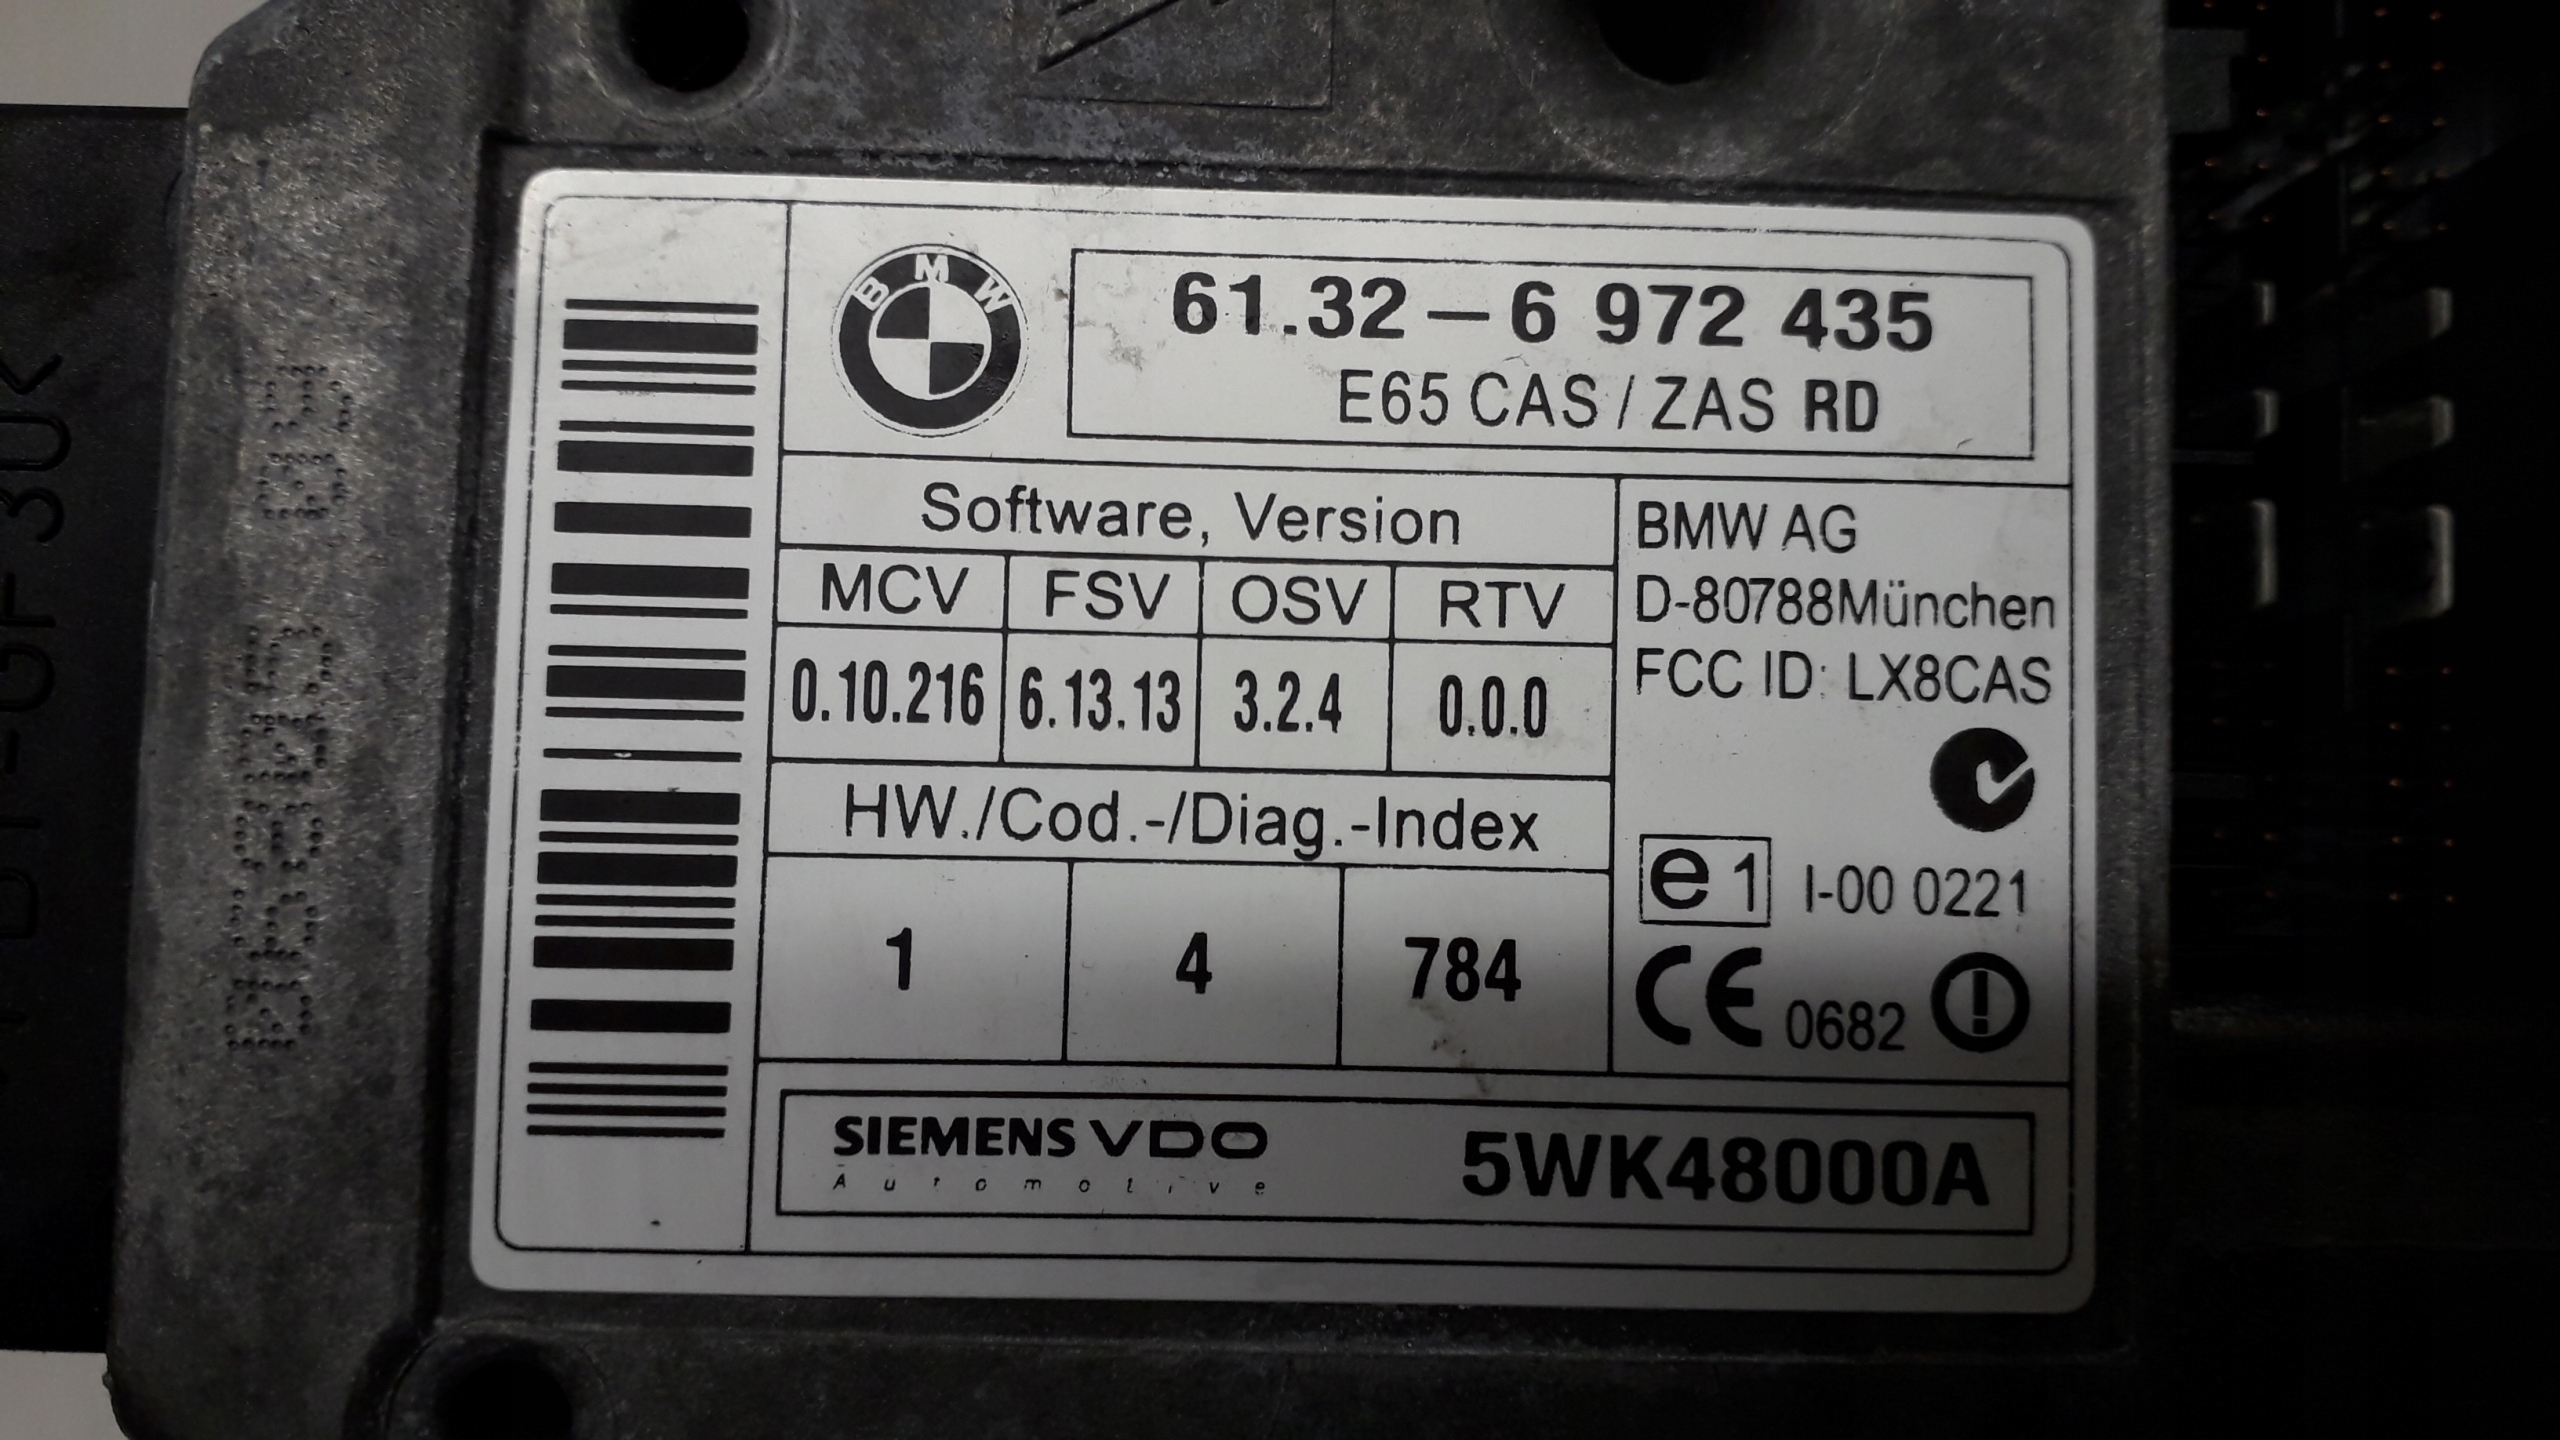 BMW
61.32 – 6 972 435
E65 CAS / ZAS RD
Software, Version
MCV FSV OSV RTV
0.10.216 6.13.13 3.2.4 0.0.0
HW./Cod.-/Diag.-Index
1 4 784
BMW AG
D-80788München
FCC ID: LX8CAS
e1 I-00 0221
CE 0682
SIEMENS VDO
Automotive
5WK48000A